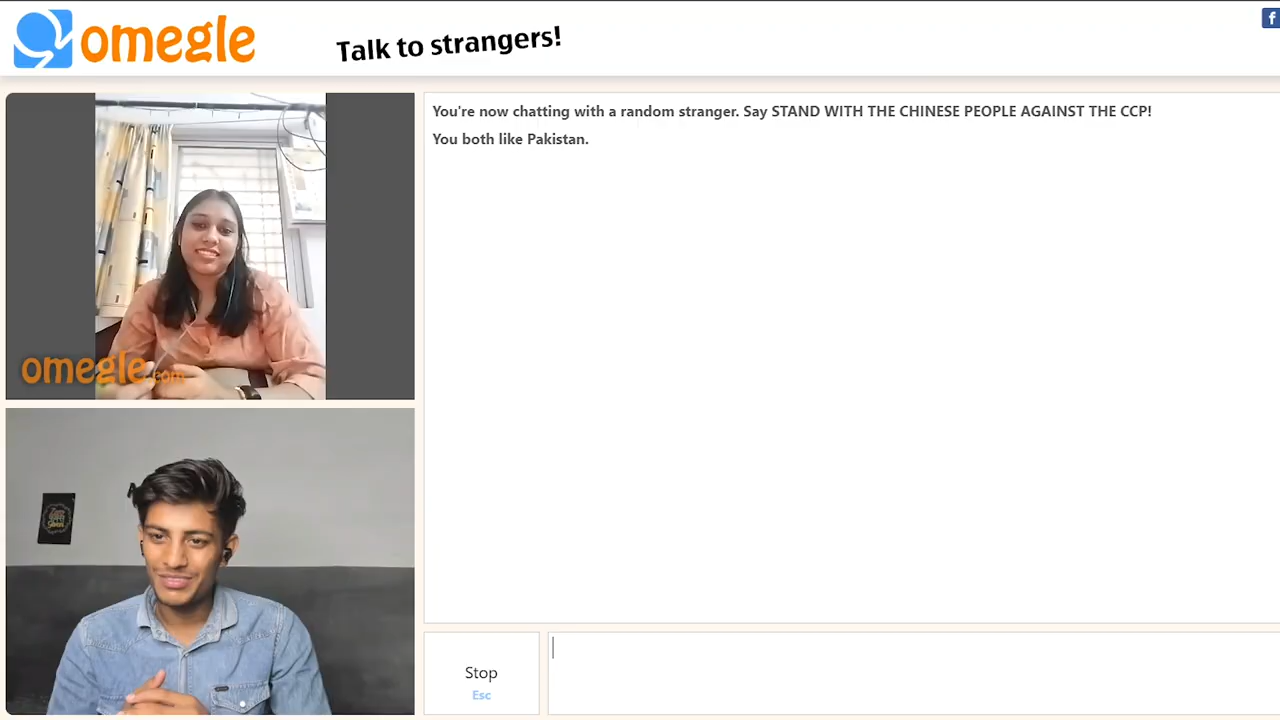 omegle
Talk to strangers!
f
You're now chatting with a random stranger. Say STAND WITH THE CHINESE PEOPLE AGAINST THE CCP!
You both like Pakistan.
omegle.com
Stop
Esc